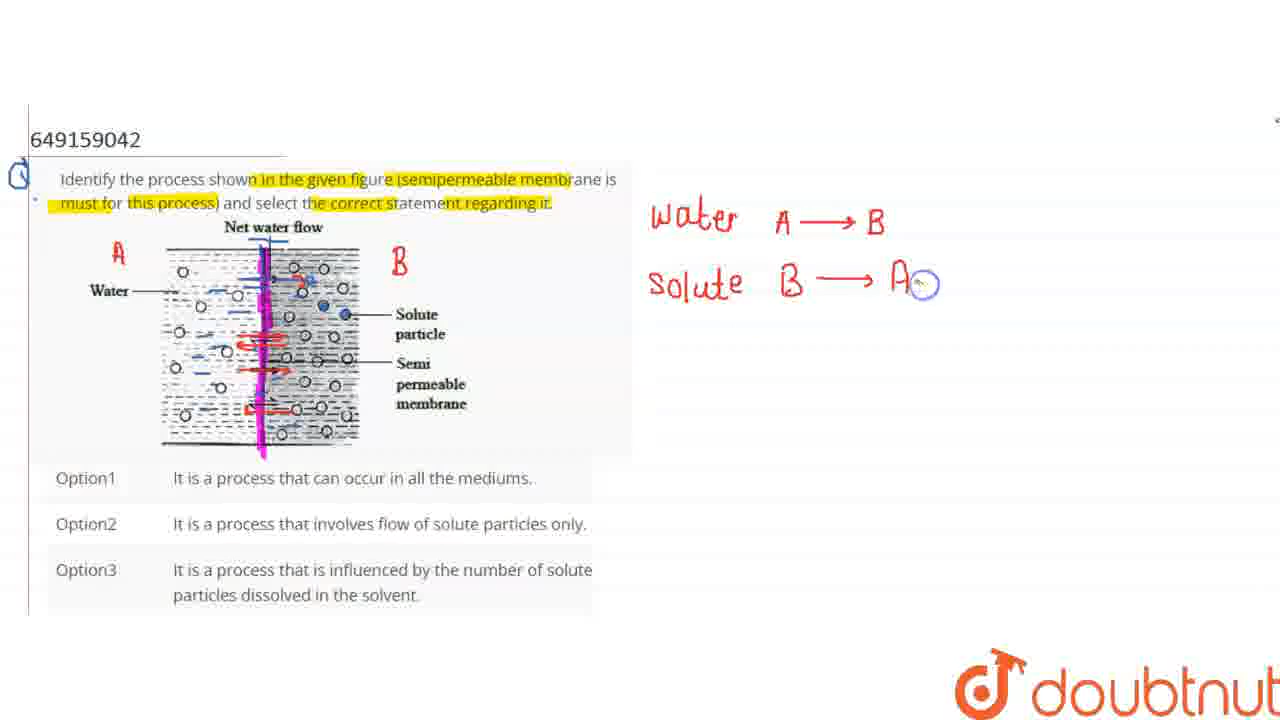 649159042
Q Identify the process shown in the given figure (semipermeable membrane is
must for this process) and select the correct statement regarding it.
Net water flow
A
B
Water
Solute
particle
Semi
permeable
membrane
water A → B
solute B → A
Option1 It is a process that can occur in all the mediums.
Option2 It is a process that involves flow of solute particles only.
Option3 It is a process that is influenced by the number of solute
particles dissolved in the solvent.
doubtnut